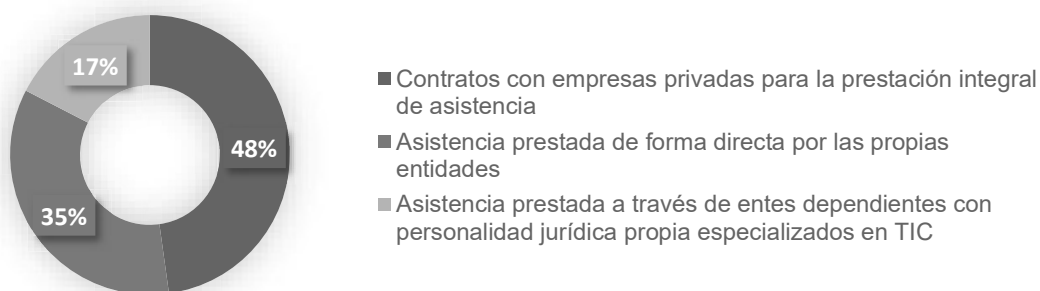 17%
48%
35%
Contratos con empresas privadas para la prestación integral
de asistencia
Asistencia prestada de forma directa por las propias
entidades
Asistencia prestada a través de entes dependientes con
personalidad jurídica propia especializados en TIC